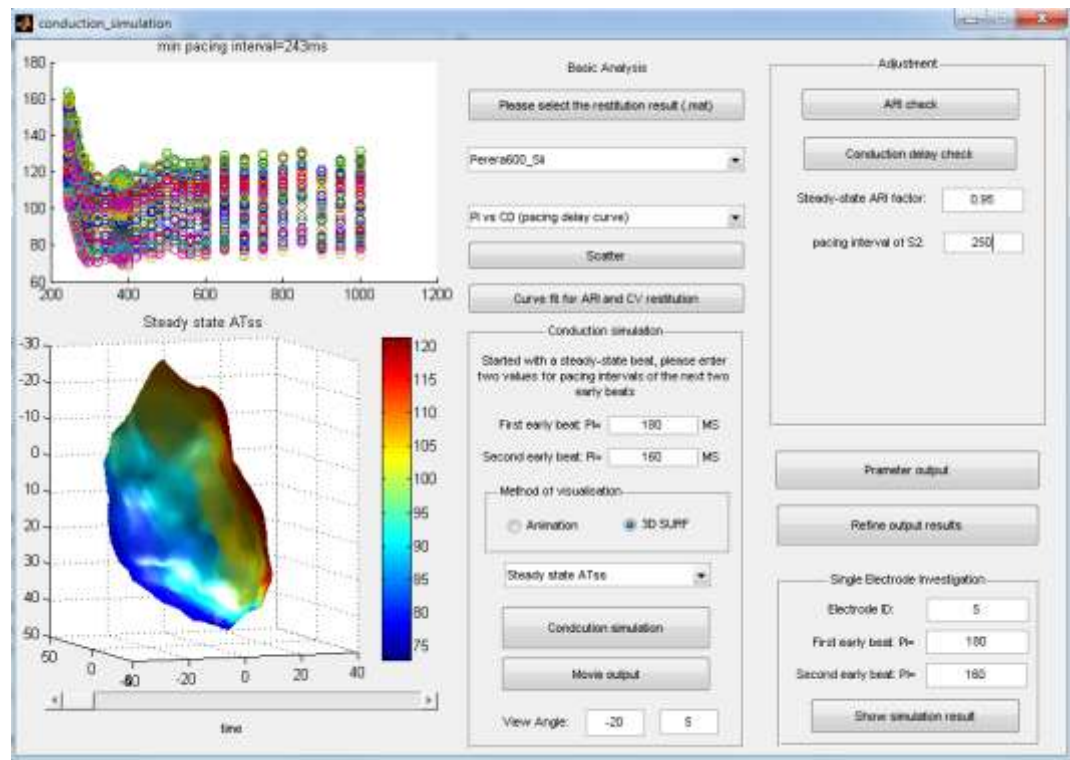 conduction_simulation
min pacing interval=243ms
180
160
140
120
100
80
60
200 400 600 800 1000 1200
Steady state ATss
-30
-20
-10
0
10
20
30
40
50
50 0 -20 0 20 40
120
115
110
105
100
95
90
85
80
75
time
Basic Analysis
Please select the restitution result (.mat)
Perera600_Sii
PI vs CD (pacing delay curve)
Scatter
Curve fit for ARI and CV restitution
Conduction simulation
Started with a steady-state beat, please enter
two values for pacing intervals of the next two
early beats
First early beat: PI= 180 MS
Second early beat: PI= 160 MS
Method of visualisation
Animation 3D SURF
Steady state ATss
Condcution simulation
Movie output
View Angle: -20 5
Adjustment
ARI check
Conduction delay check
Steady-state ARI factor: 0.95
pacing interval of S2: 250
Prameter output
Refine output results
Single Electrode Investigation
Electrode ID: 5
First early beat: PI= 180
Second early beat: PI= 160
Show simulation result